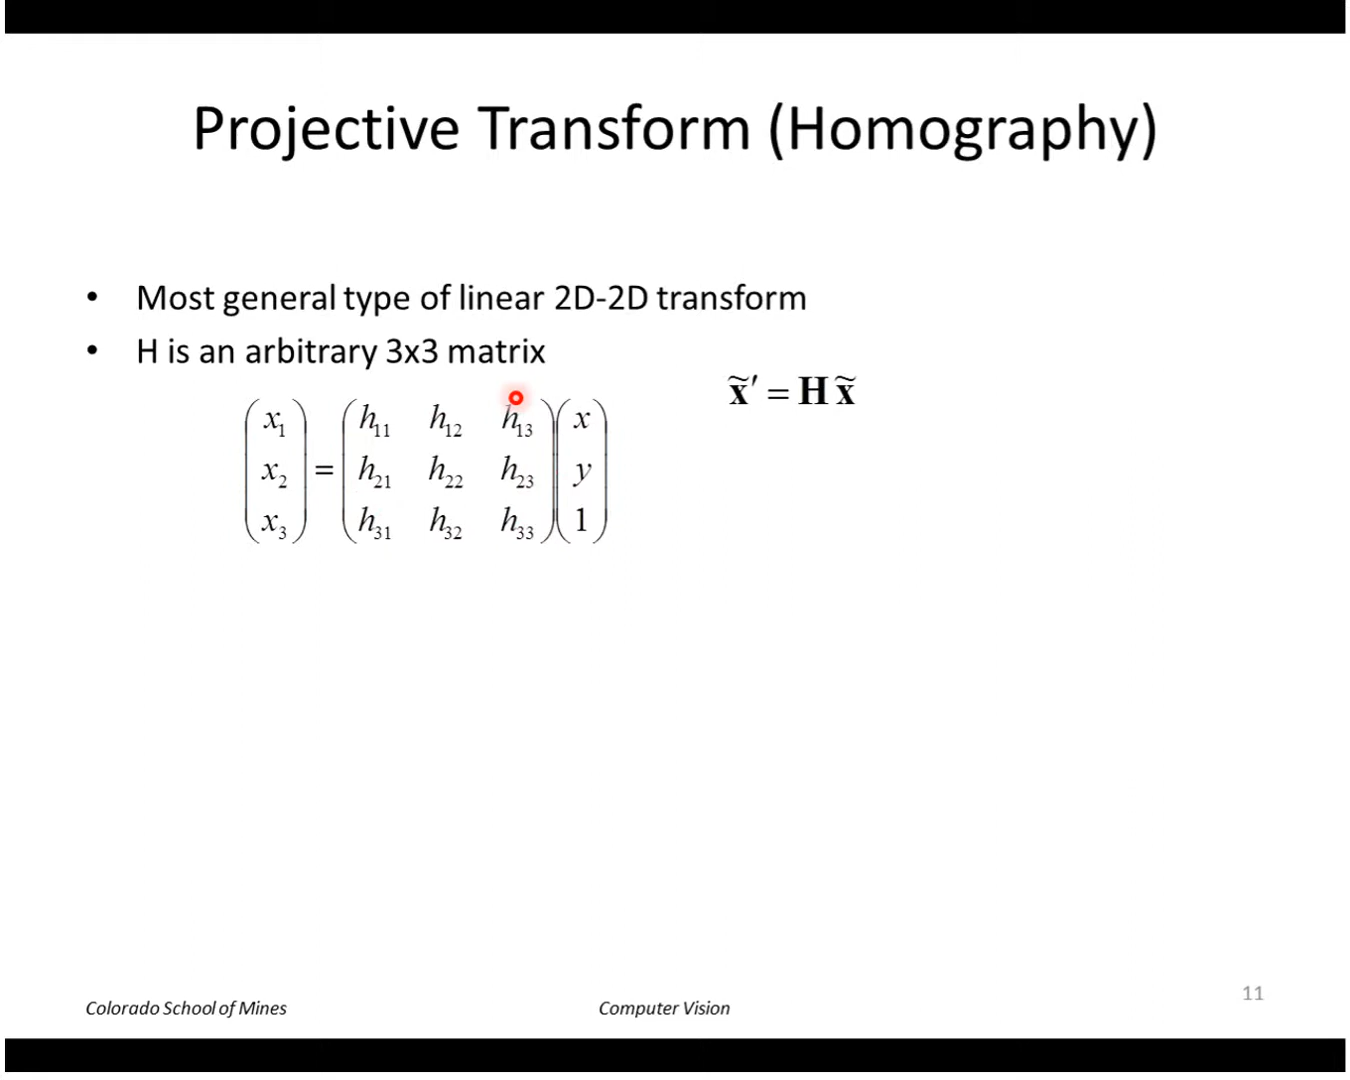 Projective Transform (Homography)
• Most general type of linear 2D-2D transform
• H is an arbitrary 3x3 matrix
x̃′ = H x̃
(x₁) = (h₁₁ h₁₂ h₁₃)(x)
(x₂) = (h₂₁ h₂₂ h₂₃)(y)
(x₃) = (h₃₁ h₃₂ h₃₃)(1)
11
Colorado School of Mines Computer Vision